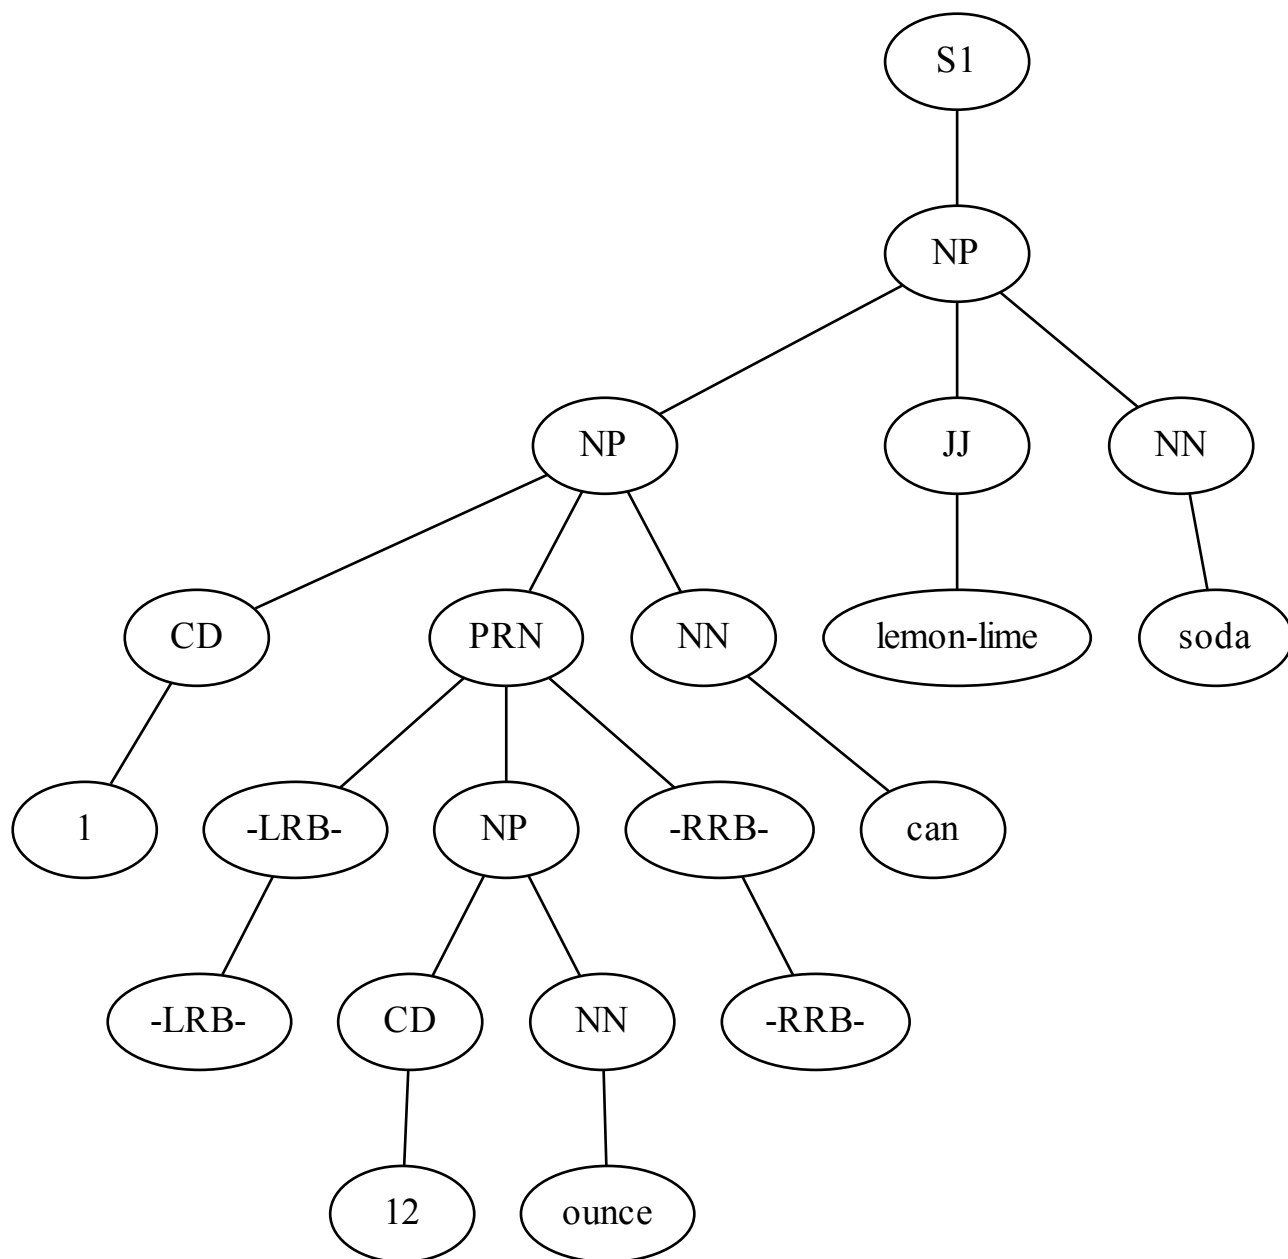 S1
NP
NP JJ NN
CD PRN NN lemon-lime soda
1 -LRB- NP -RRB- can
-LRB- CD NN -RRB-
12 ounce